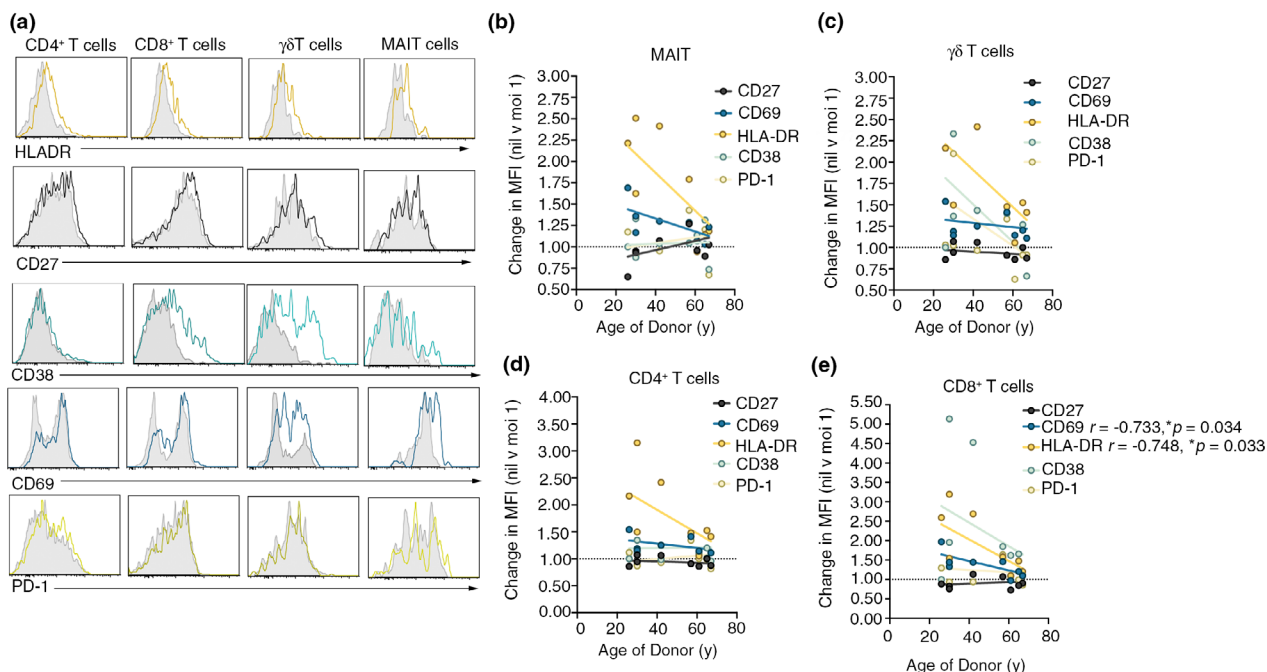 (a)
CD4⁺ T cells
CD8⁺ T cells
γδT cells
MAIT cells
HLADR
CD27
CD38
CD69
PD-1
(b)
MAIT
Change in MFI (nil v moi 1)
3.00
2.75
2.50
2.25
2.00
1.75
1.50
1.25
1.00
0.75
0.50
0 20 40 60 80
Age of Donor (y)
CD27
CD69
HLA-DR
CD38
PD-1
(c)
γδ T cells
Change in MFI (nil v moi 1)
3.00
2.75
2.50
2.25
2.00
1.75
1.50
1.25
1.00
0.75
0.50
0 20 40 60 80
Age of Donor (y)
CD27
CD69
HLA-DR
CD38
PD-1
(d)
CD4⁺ T cells
Change in MFI (nil v moi 1)
4.00
3.50
3.00
2.50
2.00
1.50
1.00
0.50
0.00
0 20 40 60 80
Age of Donor (y)
CD27
CD69
HLA-DR
CD38
PD-1
(e)
CD8⁺ T cells
Change in MFI (nil v moi 1)
5.50
5.00
4.50
4.00
3.50
3.00
2.50
2.00
1.50
1.00
0.50
0.00
0 20 40 60 80
Age of Donor (y)
CD27
CD69 r = -0.733,*p = 0.034
HLA-DR r = -0.748, *p = 0.033
CD38
PD-1